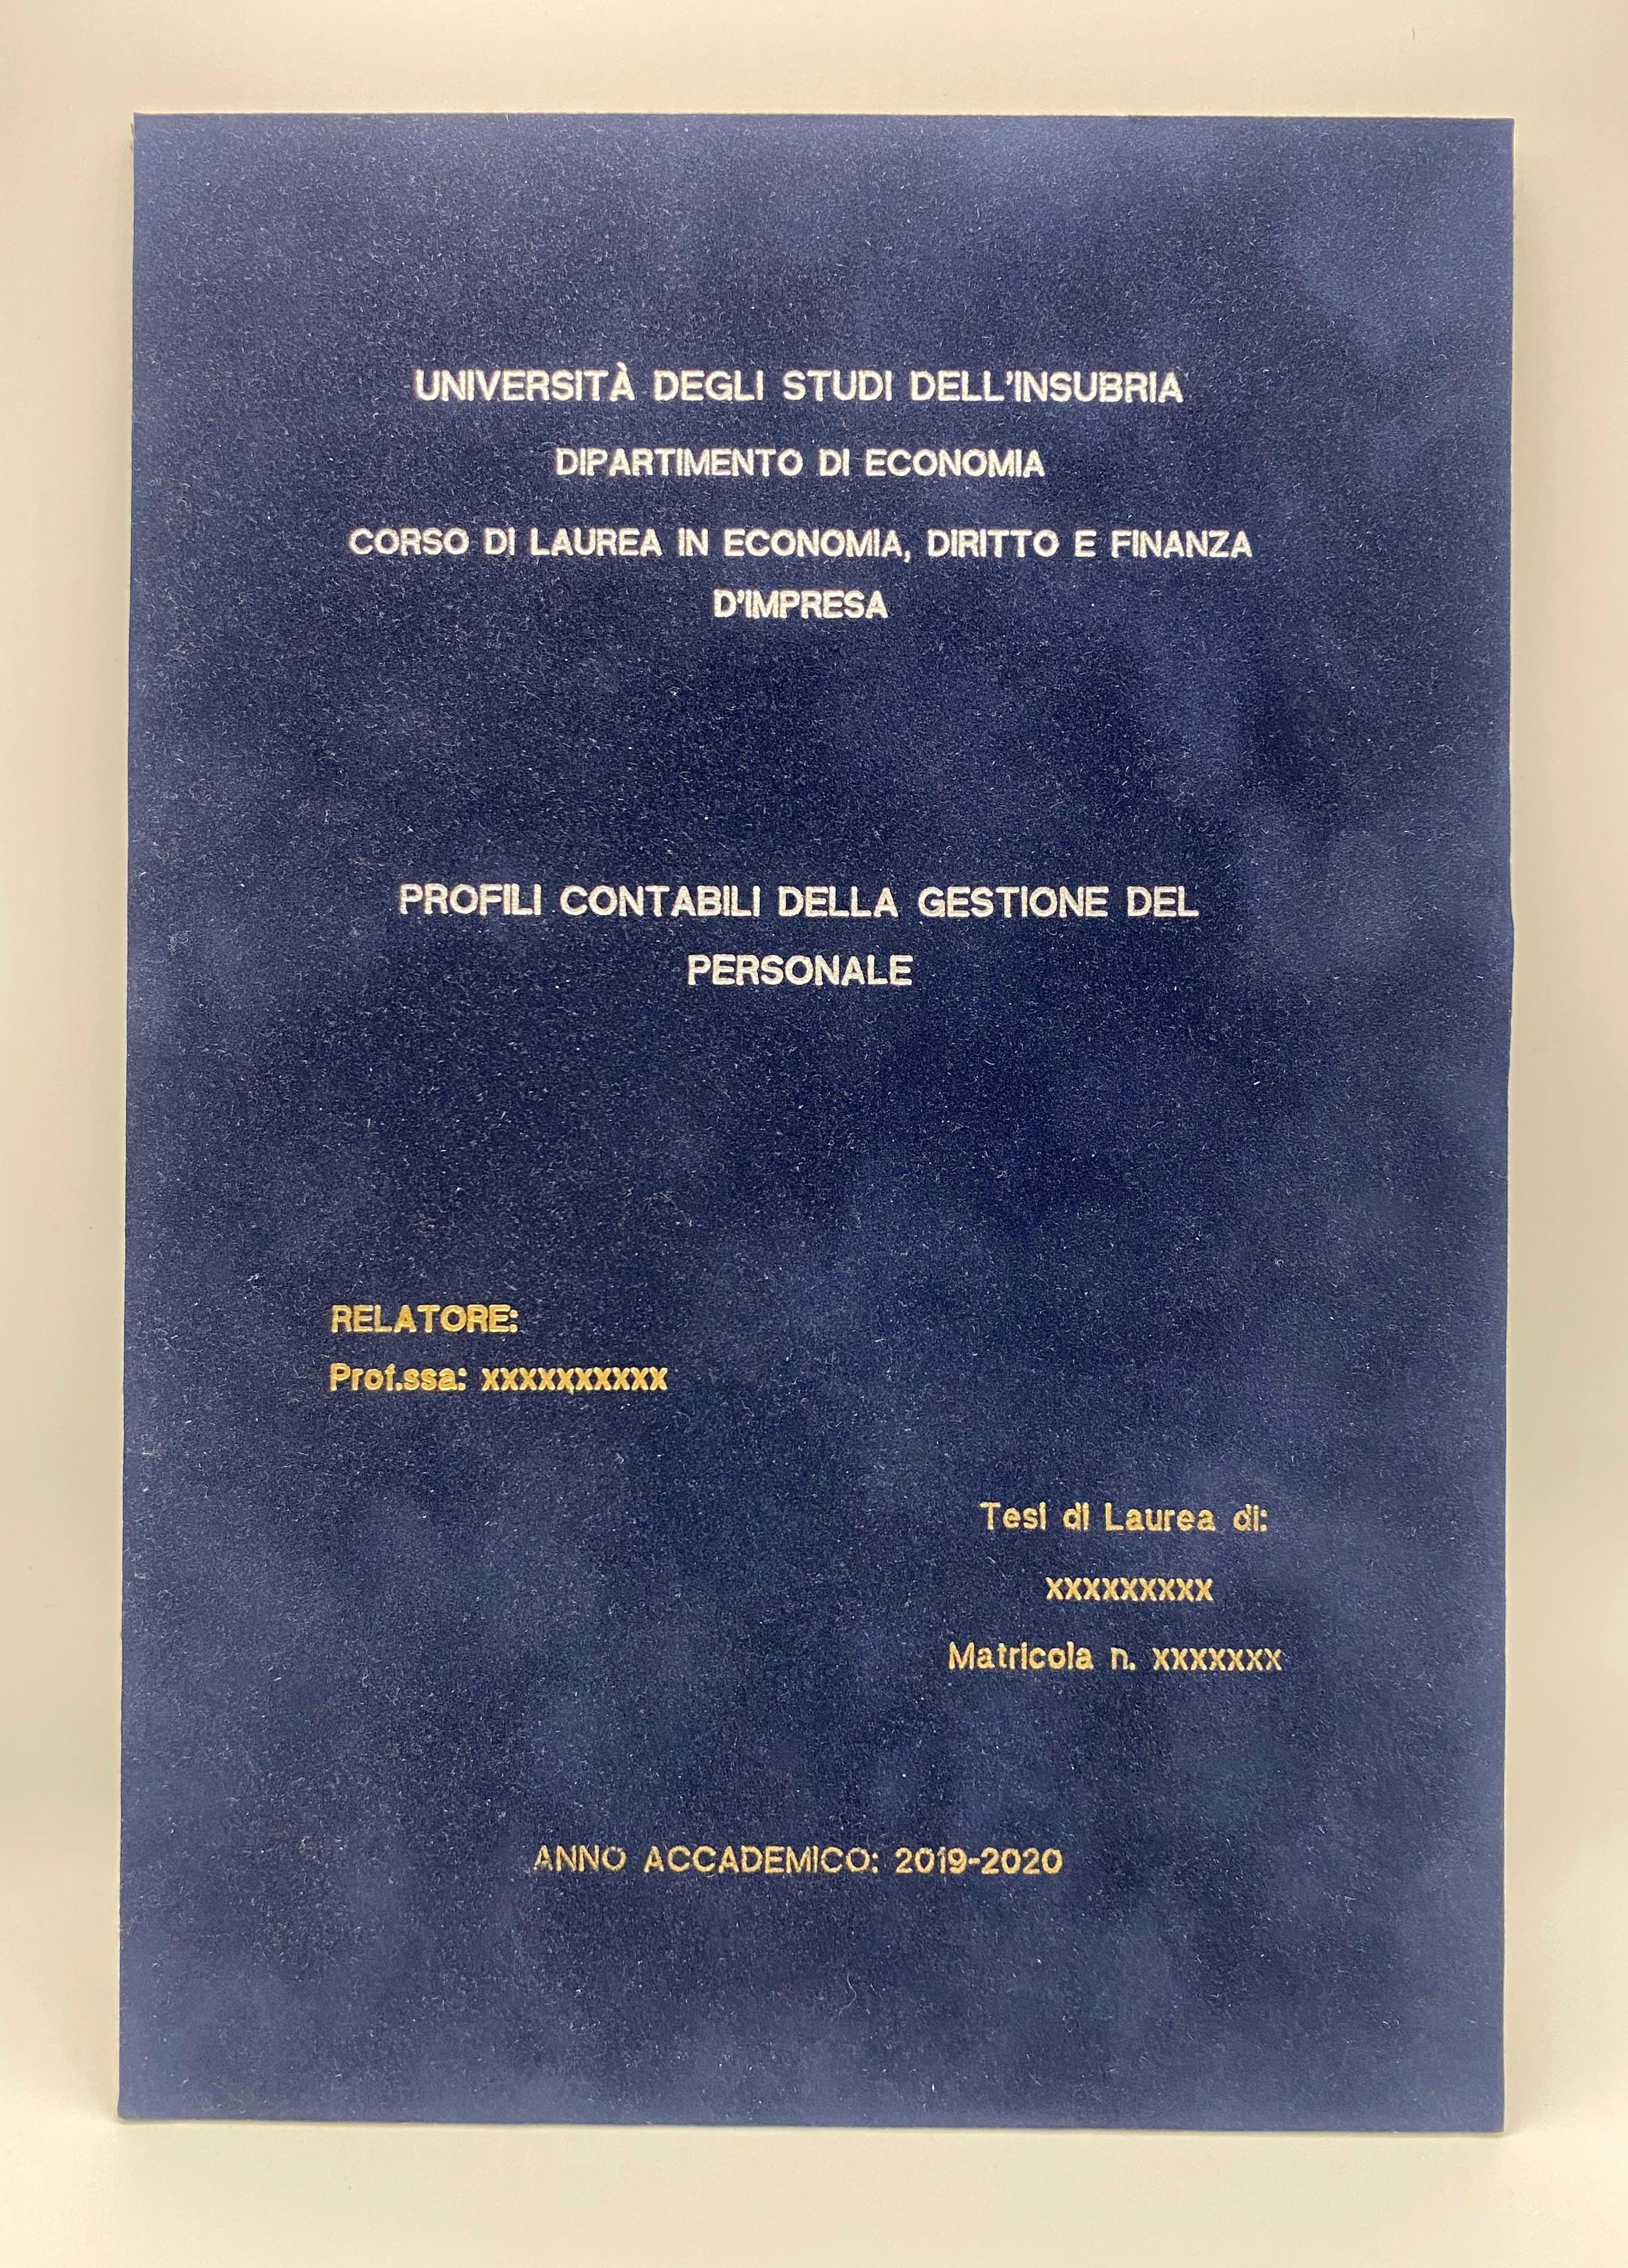 UNIVERSITÀ DEGLI STUDI DELL'INSUBRIA
DIPARTIMENTO DI ECONOMIA
CORSO DI LAUREA IN ECONOMIA, DIRITTO E FINANZA
D'IMPRESA
PROFILI CONTABILI DELLA GESTIONE DEL
PERSONALE
RELATORE:
Prof.ssa: xxxxxxxxxx
Tesi di Laurea di:
xxxxxxxxx
Matricola n. xxxxxxx
ANNO ACCADEMICO: 2019-2020